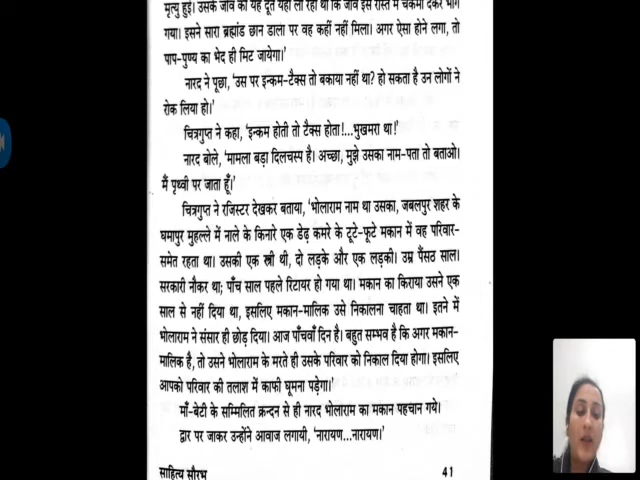 मृत्यु हुई। उसके जीव को यह दूत यहाँ ला रहा था कि जीव इसे रास्ते में चकमा देकर भाग
गया। इसने सारा ब्रह्मांड छान डाला पर वह कहीं नहीं मिला। अगर ऐसा होने लगा, तो
पाप-पुण्य का भेद ही मिट जायेगा।’
नारद ने पूछा, ‘उस पर इन्कम-टैक्स तो बकाया नहीं था? हो सकता है उन लोगों ने
रोक लिया हो।’
चित्रगुप्त ने कहा, ‘इन्कम होती तो टैक्स होता!...भुखमरा था!’
नारद बोले, ‘मामला बड़ा दिलचस्प है। अच्छा, मुझे उसका नाम-पता तो बताओ।
मैं पृथ्वी पर जाता हूँ।’
चित्रगुप्त ने रजिस्टर देखकर बताया, ‘भोलाराम नाम था उसका, जबलपुर शहर के
घमापुर मुहल्ले में नाले के किनारे एक डेढ़ कमरे के टूटे-फूटे मकान में वह परिवार-
समेत रहता था। उसकी एक स्त्री थी, दो लड़के और एक लड़की। उम्र पैंसठ साल।
सरकारी नौकर था; पाँच साल पहले रिटायर हो गया था। मकान का किराया उसने एक
साल से नहीं दिया था, इसलिए मकान-मालिक उसे निकालना चाहता था। इतने में
भोलाराम ने संसार ही छोड़ दिया। आज पाँचवाँ दिन है। बहुत सम्भव है कि अगर मकान-
मालिक है, तो उसने भोलाराम के मरते ही उसके परिवार को निकाल दिया होगा। इसलिए
आपको परिवार की तलाश में काफी घूमना पड़ेगा।’
माँ-बेटी के सम्मिलित क्रन्दन से ही नारद भोलाराम का मकान पहचान गये।
द्वार पर जाकर उन्होंने आवाज लगायी, ‘नारायण...नारायण।’
साहित्य सौरभ 41